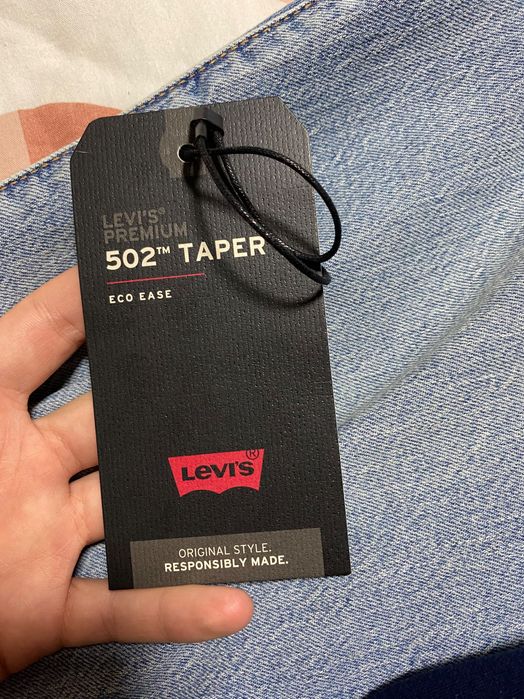 LEVI'S®
PREMIUM
502™ TAPER
ECO EASE
LEVI'S®
ORIGINAL STYLE.
RESPONSIBLY MADE.